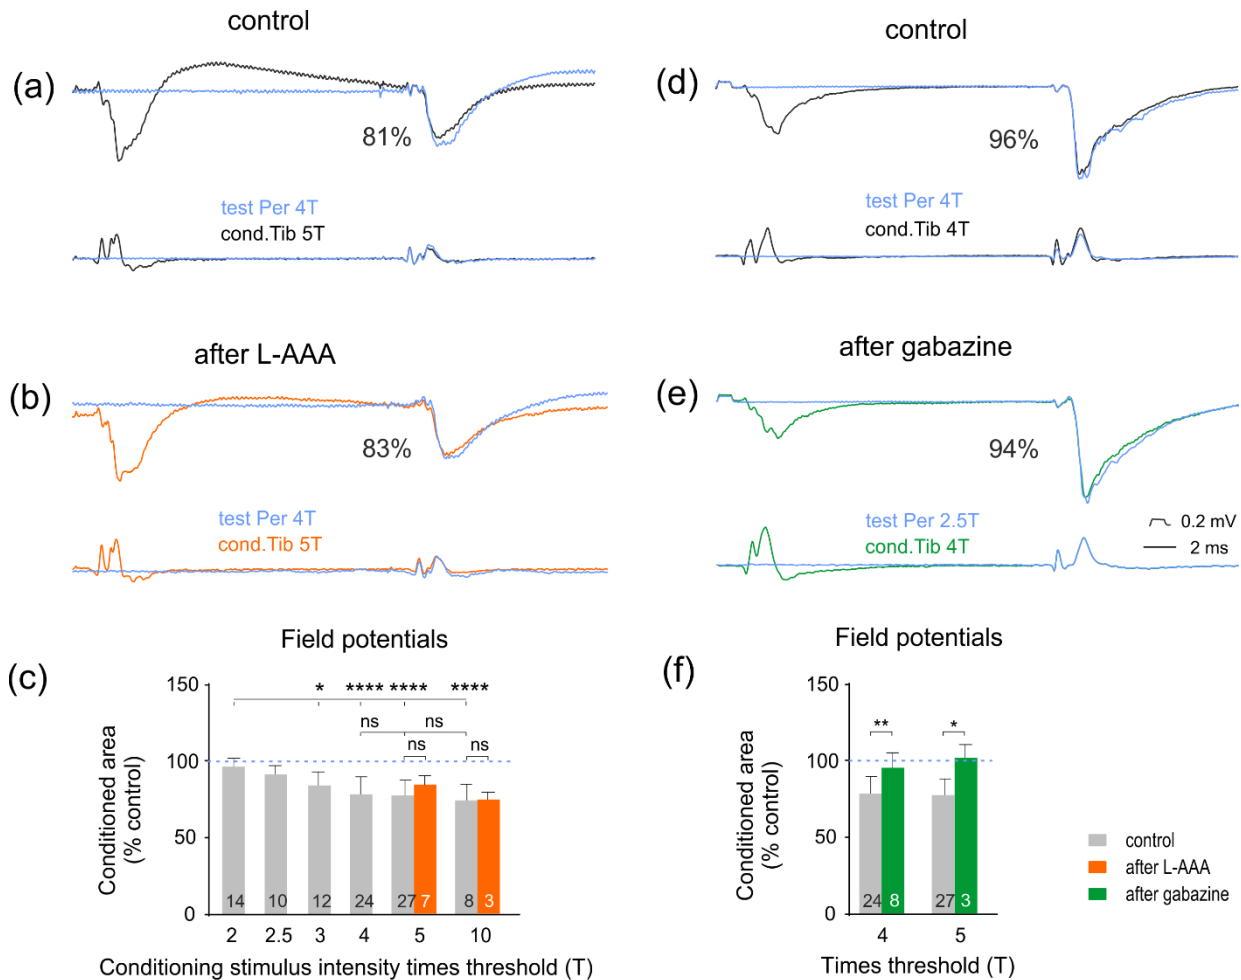 control
(a)
81%
test Per 4T
cond.Tib 5T
after L-AAA
(b)
83%
test Per 4T
cond.Tib 5T
Field potentials
(c)
* **** **** ****
ns ns
ns ns
150
100
50
0
Conditioned area
(% control)
14 10 12 24 27 7 8 3
2 2.5 3 4 5 10
Conditioning stimulus intensity times threshold (T)
control
(d)
96%
test Per 4T
cond.Tib 4T
after gabazine
(e)
94%
test Per 2.5T
cond.Tib 4T
0.2 mV
2 ms
Field potentials
(f)
** *
150
100
50
0
Conditioned area
(% control)
24 8 27 3
4 5
Times threshold (T)
control
after L-AAA
after gabazine